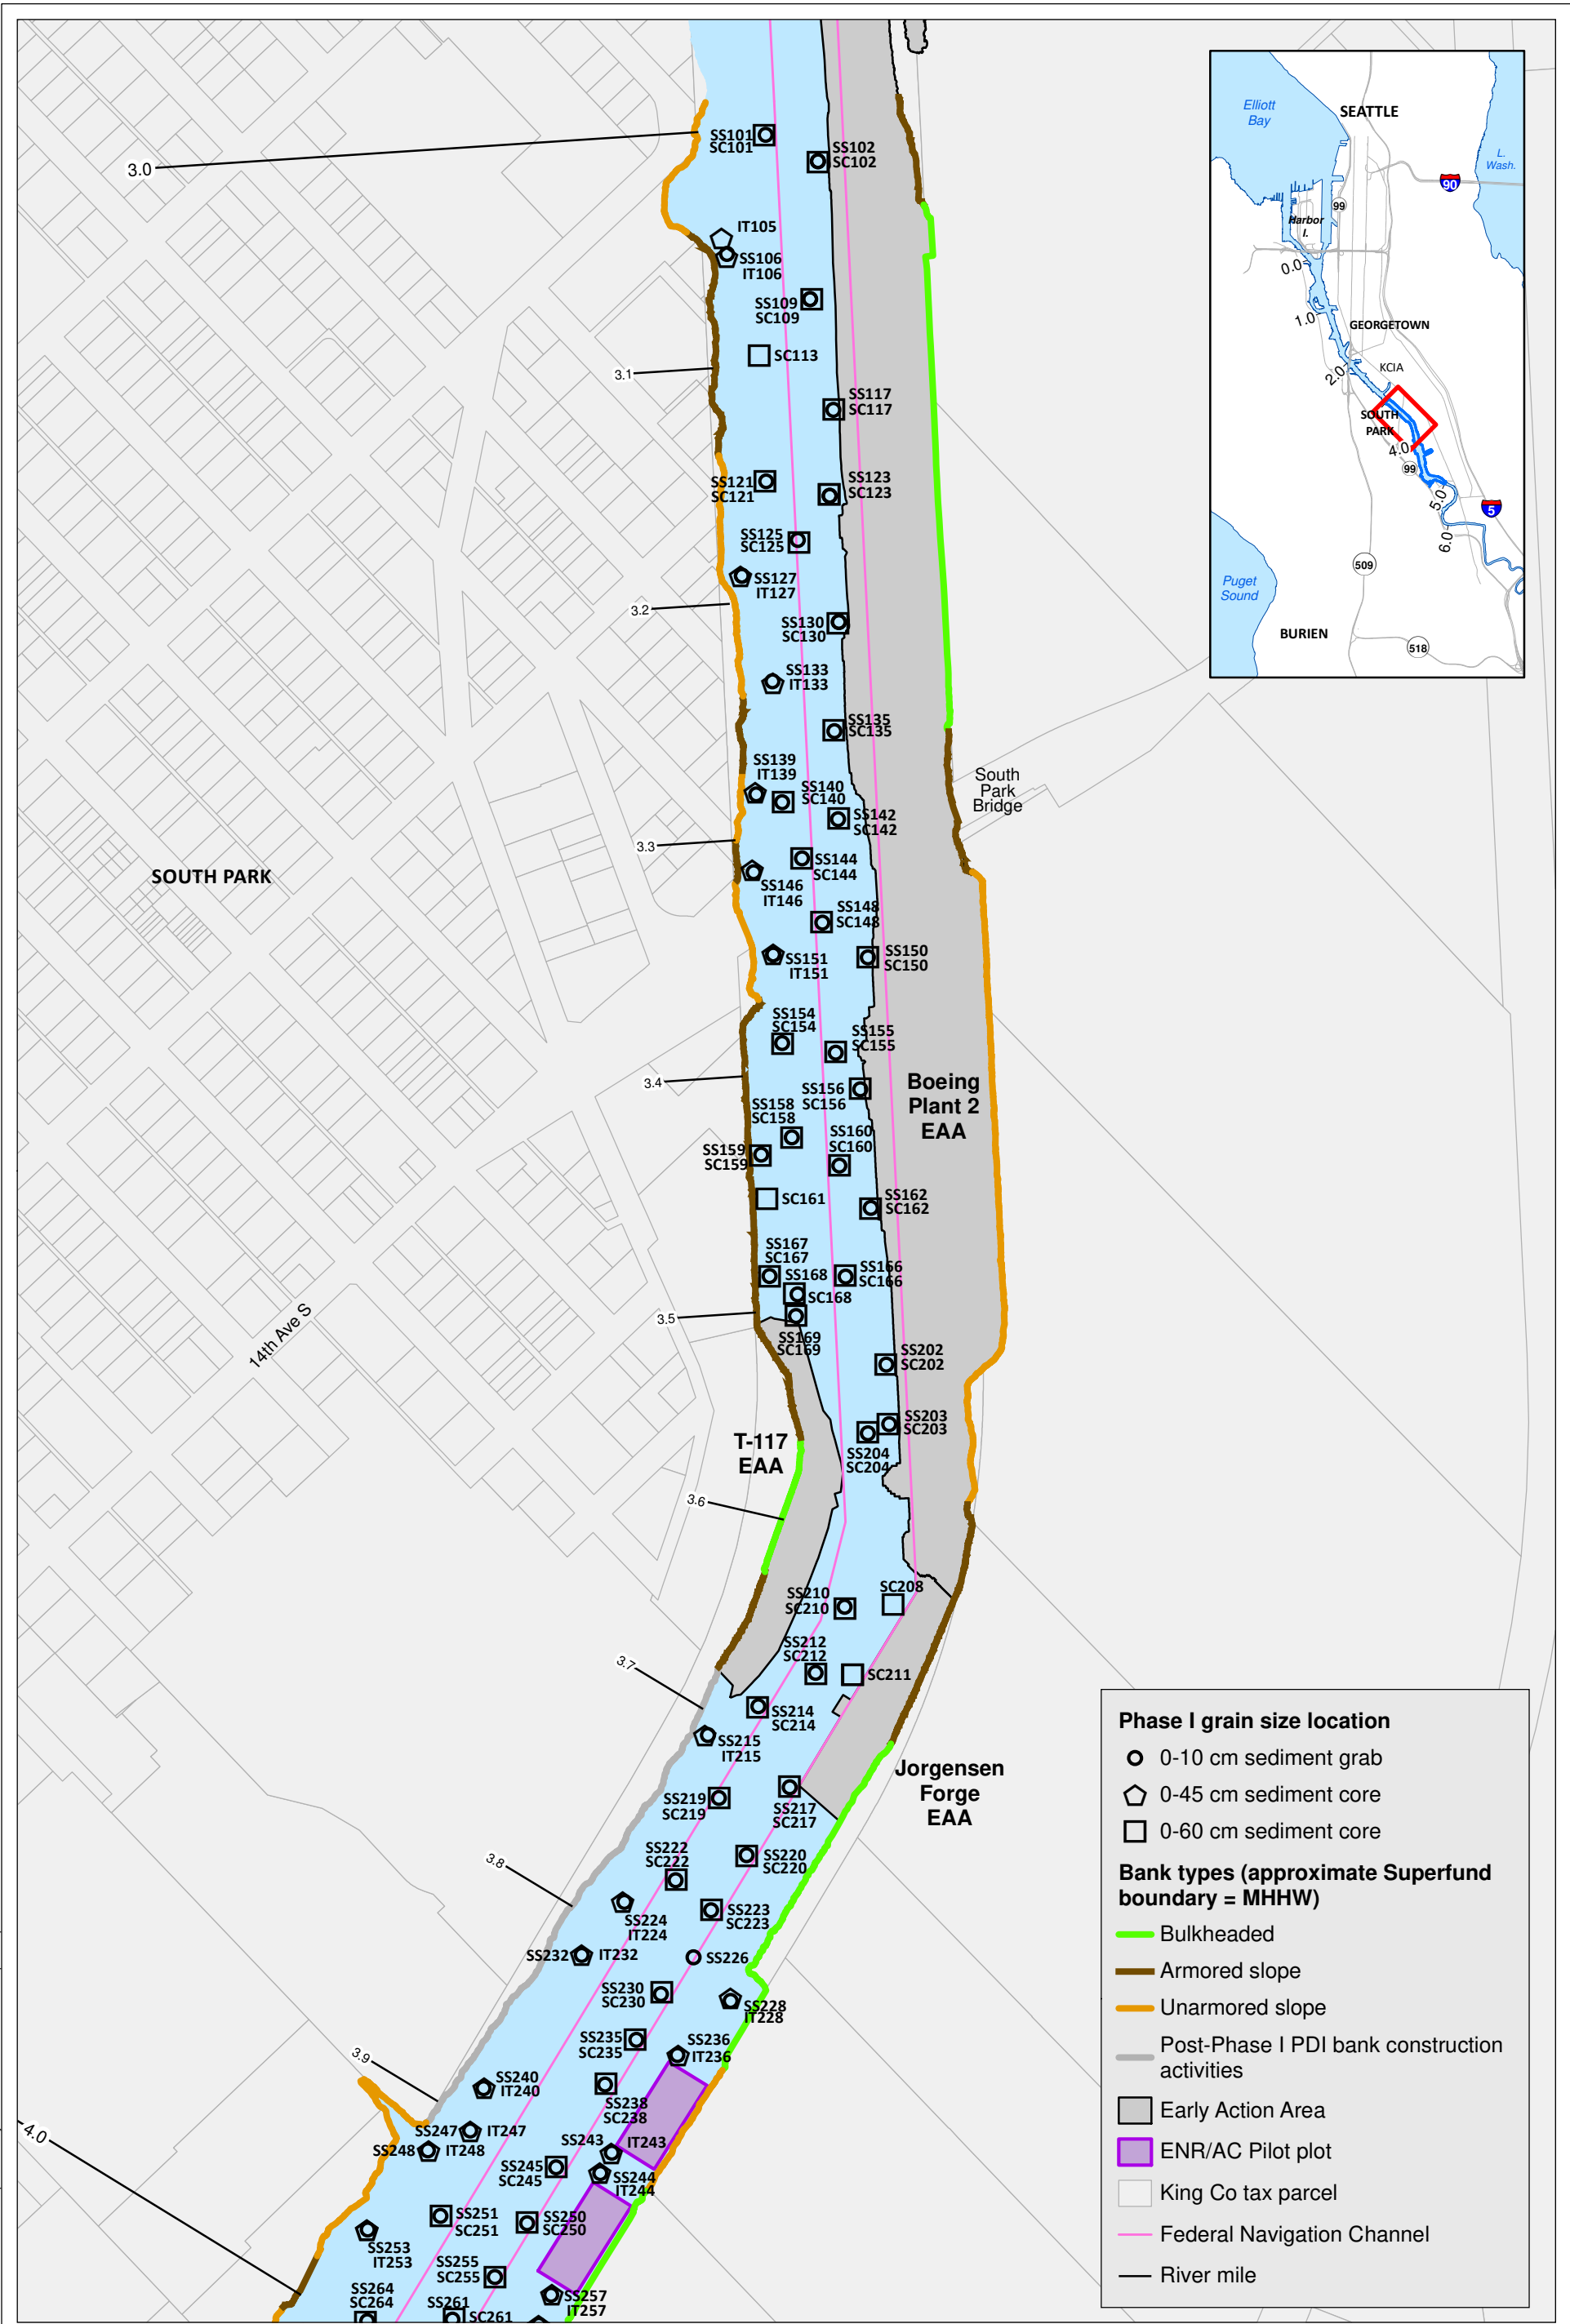 3.0
SS101
SC101
SS102
SC102
IT105
SS106
IT106
SS109
SC109
SC113
3.1
SS117
SC117
SS121
SC121
SS123
SC123
SS125
SC125
SS127
IT127
3.2
SS130
SC130
SS133
IT133
SS135
SC135
SS139
IT139
SS140
SC140
SS142
SC142
South
Park
Bridge
3.3
SS144
SC144
SOUTH PARK
SS146
IT146
SS148
SC148
SS150
SC150
SS151
IT151
SS154
SC154
SS155
SC155
3.4
SS156
SC156
Boeing
Plant 2
EAA
SS158
SC158
SS159
SC159
SS160
SC160
SC161
SS162
SC162
SS167
SC167
SS166
SC166
SS168
SC168
3.5
SS169
SC169
14th Ave S
SS202
SC202
SS203
SC203
SS204
SC204
T-117
EAA
3.6
SC208
SS210
SC210
SS212
SC212
SC211
3.7
SS214
SC214
SS215
IT215
Jorgensen
Forge
EAA
SS217
SC217
SS219
SC219
SS220
SC220
SS222
SC222
3.8
SS223
SC223
SS224
IT224
SS232
IT232
SS226
SS228
IT228
SS230
SC230
SS235
SC235
SS236
IT236
3.9
SS238
SC238
SS240
IT240
4.0
SS247
IT247
SS248
IT248
SS243
IT243
SS244
IT244
SS245
SC245
SS251
SC251
SS250
SC250
SS253
IT253
SS255
SC255
SS257
IT257
SS264
SC264
SS261
SC261
Elliott
Bay
SEATTLE
L.
Wash.
90
99
Harbor
I.
0.0
1.0
GEORGETOWN
2.0
KCIA
SOUTH
PARK
4.0
99
5.0
5
6.0
509
Puget
Sound
BURIEN
518
Phase I grain size location
0-10 cm sediment grab
0-45 cm sediment core
0-60 cm sediment core
Bank types (approximate Superfund
boundary = MHHW)
Bulkheaded
Armored slope
Unarmored slope
Post-Phase I PDI bank construction
activities
Early Action Area
ENR/AC Pilot plot
King Co tax parcel
Federal Navigation Channel
River mile